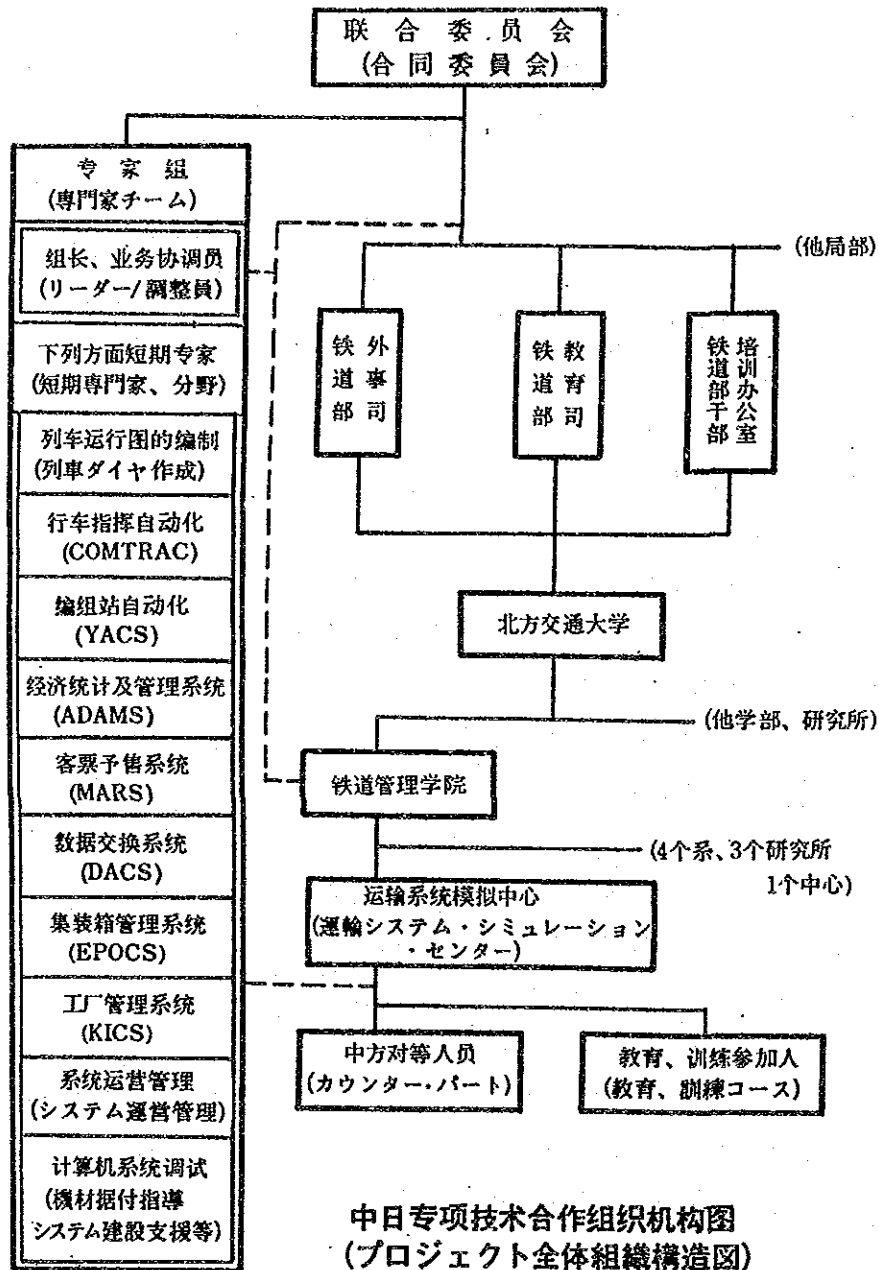 联合委员会
(合同委員会)
专家组
(専門家チーム)
组长、业务协调员
(リーダー/調整員)
下列方面短期专家
(短期専門家、分野)
列车运行图的编制
(列車ダイヤ作成)
行车指挥自动化
(COMTRAC)
编组站自动化
(YACS)
经济统计及管理系统
(ADAMS)
客票予售系统
(MARS)
数据交换系统
(DACS)
集装箱管理系统
(EPOCS)
工厂管理系统
(KICS)
系统运营管理
(システム運営管理)
计算机系统调试
(機材据付指導
システム建設支援等)
(他局部)
铁道部
外事司
铁道部
教育司
铁道部干部
培训办公室
北方交通大学
(他学部、研究所)
铁道管理学院
(4个系、3个研究所
1个中心)
运输系统模拟中心
(運輸システム・シミュレーション
・センター)
中方对等人员
(カウンター・パート)
教育、训练参加人
(教育、訓練コース)
中日专项技术合作组织机构图
(プロジェクト全体組織構造図)